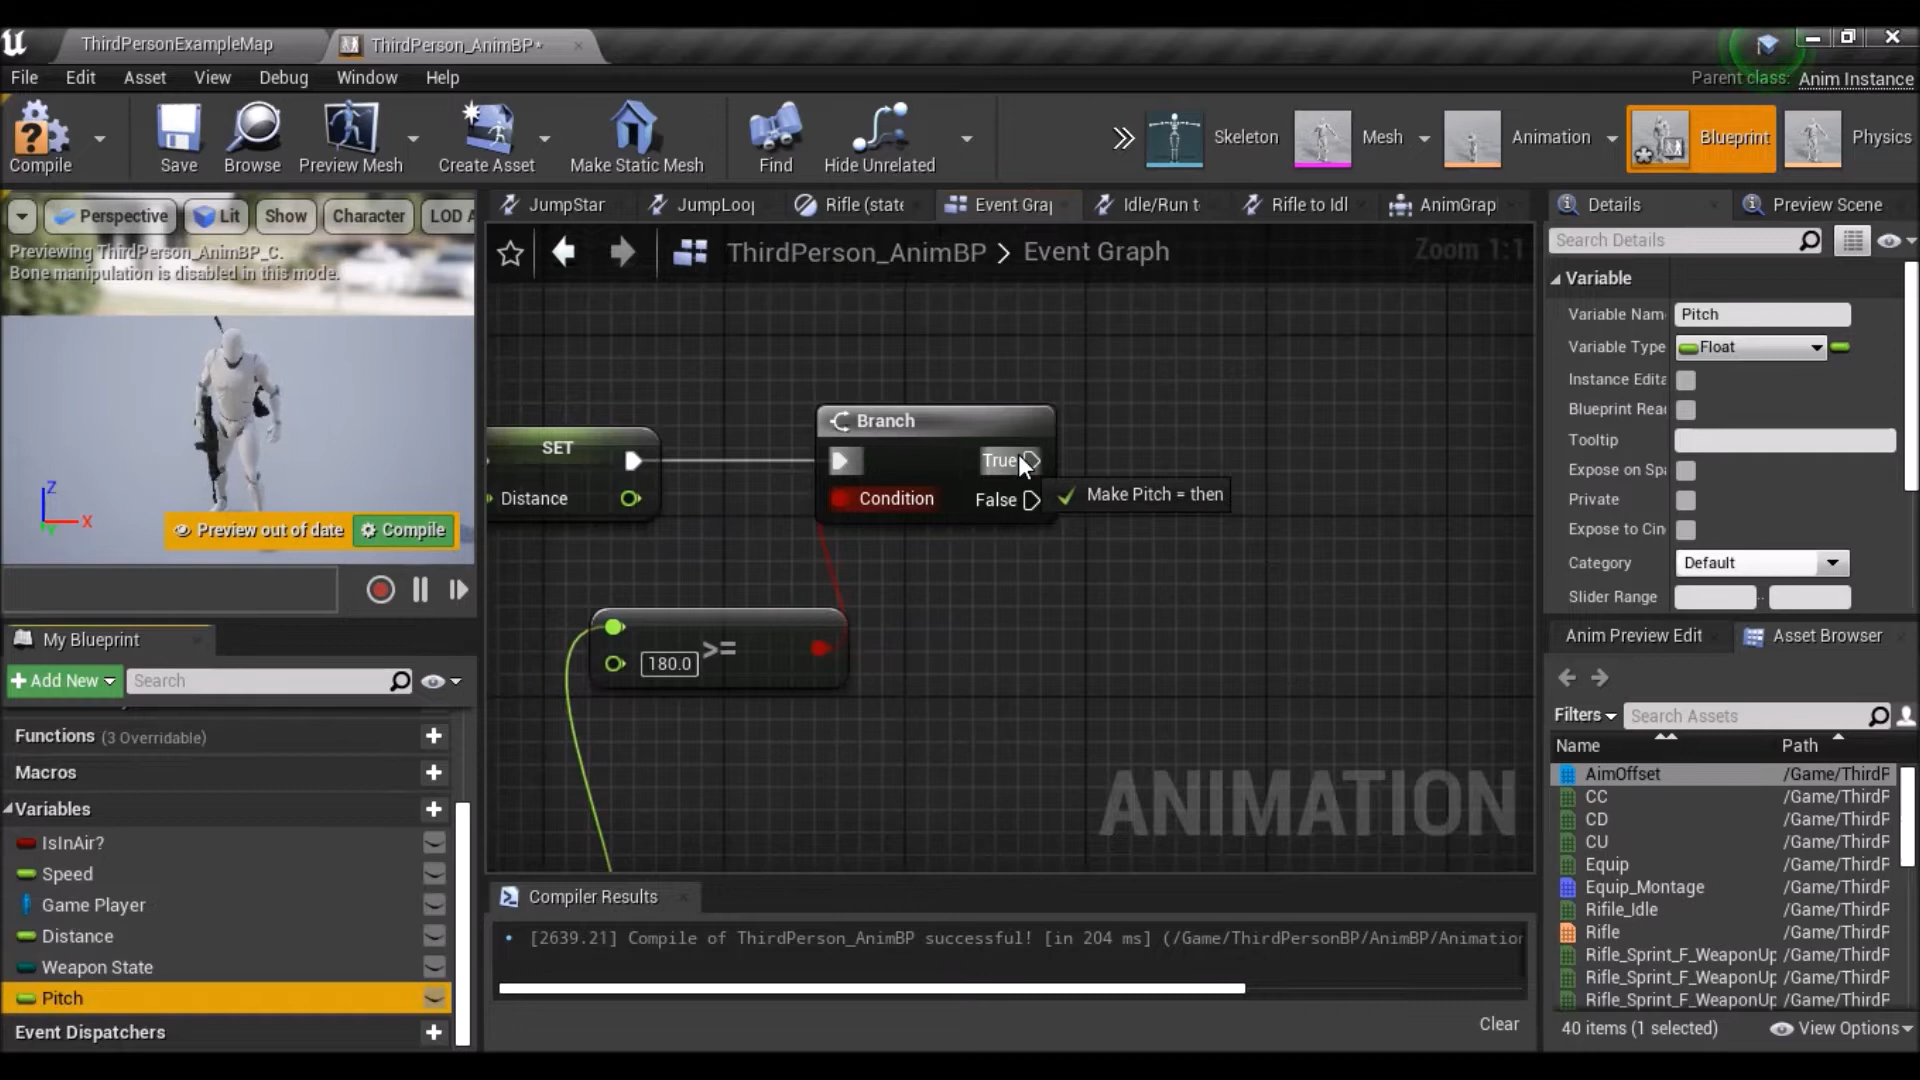 ThirdPersonExampleMap
ThirdPerson_AnimBP*
File Edit Asset View Debug Window Help
Parent class: Anim Instance
Compile
Save
Browse
Preview Mesh
Create Asset
Make Static Mesh
Find
Hide Unrelated
Skeleton
Mesh
Animation
Blueprint
Physics
Perspective
Lit
Show
Character
LOD A
Previewing ThirdPerson_AnimBP_C.
Bone manipulation is disabled in this mode.
Z
X
Y
Preview out of date
Compile
JumpStar
JumpLoop
Rifle (state
Event Grap
Idle/Run t
Rifle to Idl
AnimGrap
ThirdPerson_AnimBP > Event Graph
Zoom 1:1
SET
Distance
Branch
True
Condition
False
Make Pitch = then
180.0
>=
ANIMATION
Compiler Results
[2639.21] Compile of ThirdPerson_AnimBP successful! [in 204 ms] (/Game/ThirdPersonBP/AnimBP/Animation
Clear
My Blueprint
+ Add New
Search
Functions (3 Overridable)
Macros
Variables
IsInAir?
Speed
Game Player
Distance
Weapon State
Pitch
Event Dispatchers
Details
Preview Scene
Search Details
Variable
Variable Nam Pitch
Variable Type Float
Instance Edita
Blueprint Rea
Tooltip
Expose on Spa
Private
Expose to Cin
Category Default
Slider Range
Anim Preview Edit
Asset Browser
Filters
Search Assets
Name Path
AimOffset /Game/ThirdP
CC /Game/ThirdP
CD /Game/ThirdP
CU /Game/ThirdP
Equip /Game/ThirdP
Equip_Montage /Game/ThirdP
Rifile_Idle /Game/ThirdP
Rifle /Game/ThirdP
Rifle_Sprint_F_WeaponUp /Game/ThirdP
Rifle_Sprint_F_WeaponUp /Game/ThirdP
Rifle_Sprint_F_WeaponUp /Game/ThirdP
40 items (1 selected)
View Options